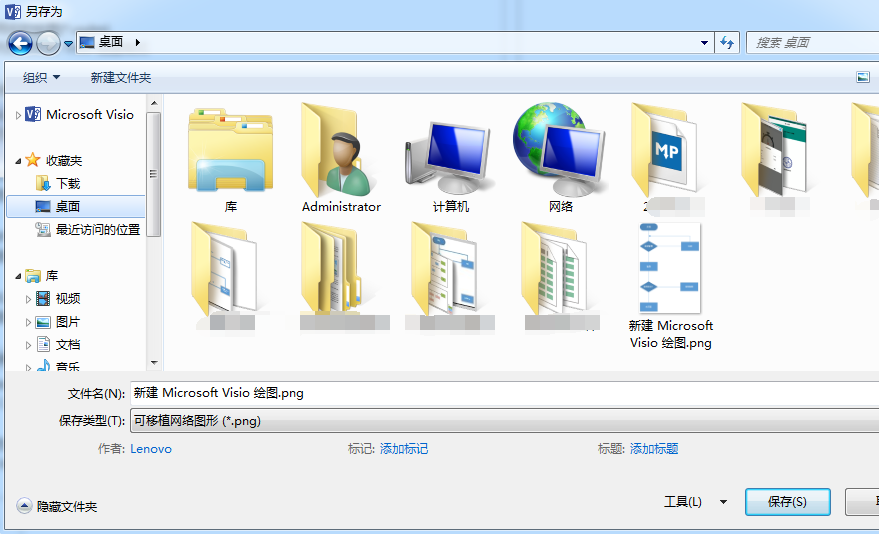 另存为
桌面
搜索 桌面
组织
新建文件夹
Microsoft Visio
收藏夹
下载
桌面
最近访问的位置
库
视频
图片
文档
音乐
库
Administrator
计算机
网络
MP
2
新建 Microsoft
Visio 绘图.png
文件名(N): 新建 Microsoft Visio 绘图.png
保存类型(T): 可移植网络图形 (*.png)
作者: Lenovo
标记: 添加标记
标题: 添加标题
隐藏文件夹
工具(L)
保存(S)